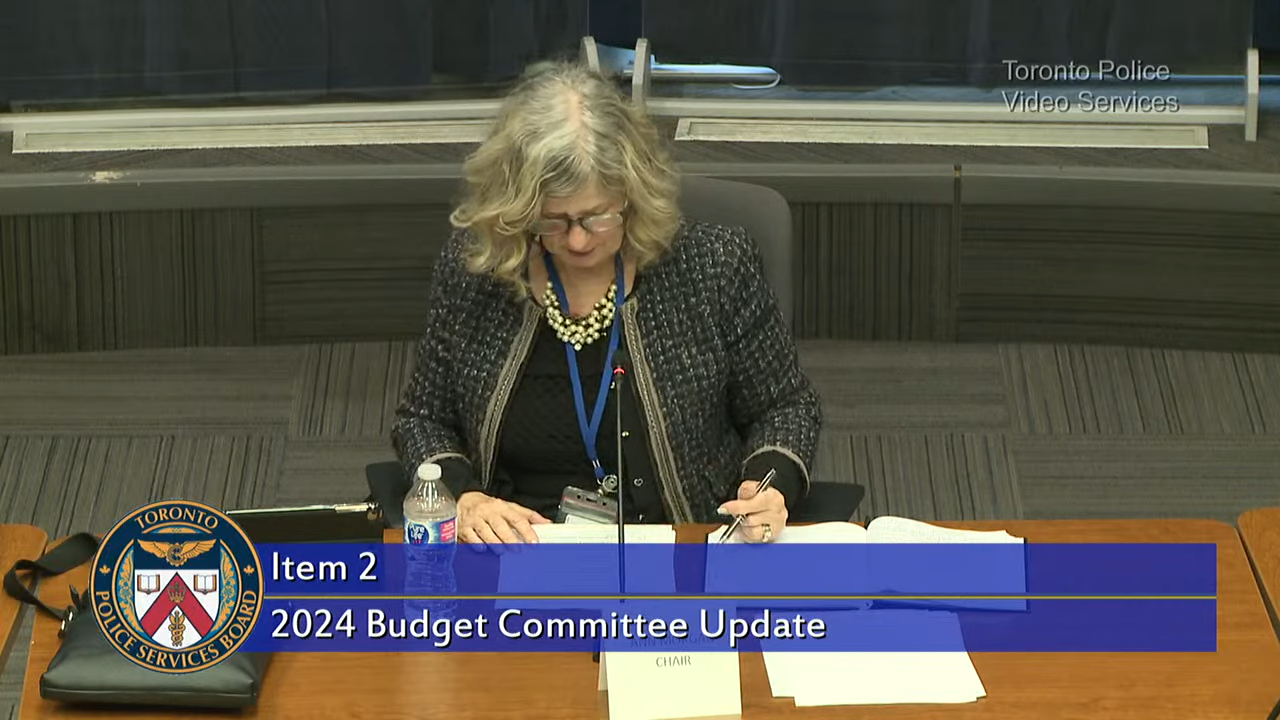 Toronto Police
Video Services
TORONTO
POLICE SERVICES BOARD
Item 2
2024 Budget Committee Update
CHAIR